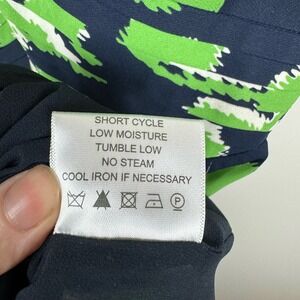 SHORT CYCLE
LOW MOISTURE
TUMBLE LOW
NO STEAM
COOL IRON IF NECESSARY
P